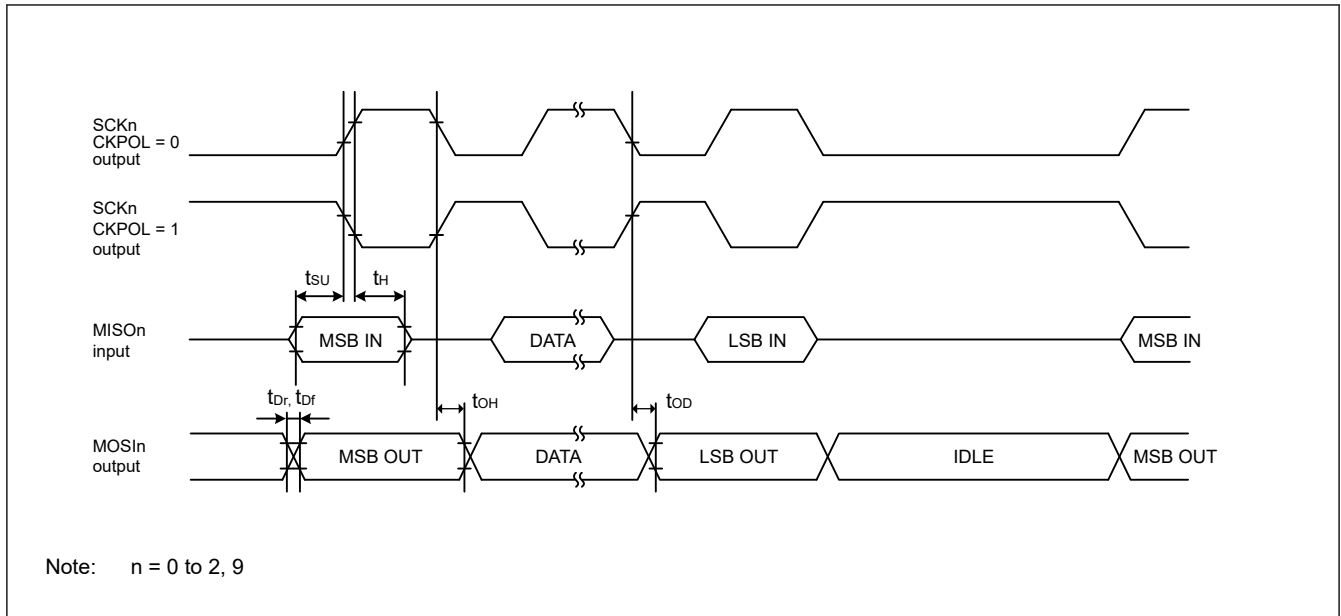 SCKn
CKPOL = 0
output
SCKn
CKPOL = 1
output
tSU
tH
MISOn
input
MSB IN
DATA
LSB IN
MSB IN
tDr, tDf
tOH
tOD
MOSIn
output
MSB OUT
DATA
LSB OUT
IDLE
MSB OUT
Note: n = 0 to 2, 9